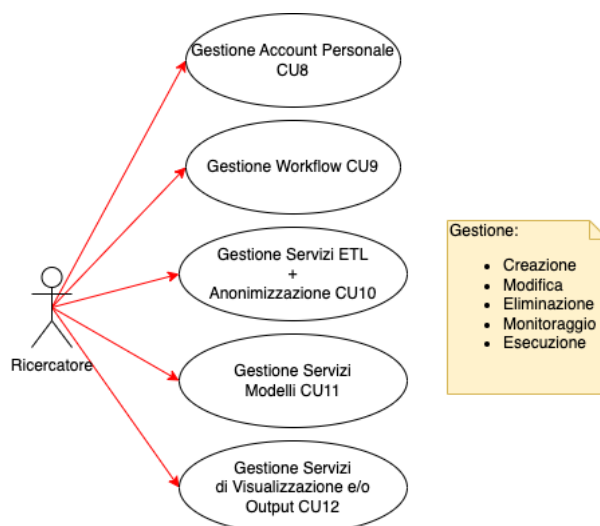 Gestione Account Personale
CU8
Gestione Workflow CU9
Gestione Servizi ETL
+
Anonimizzazione CU10
Gestione Servizi
Modelli CU11
Gestione Servizi
di Visualizzazione e/o
Output CU12
Ricercatore
Gestione:
• Creazione
• Modifica
• Eliminazione
• Monitoraggio
• Esecuzione